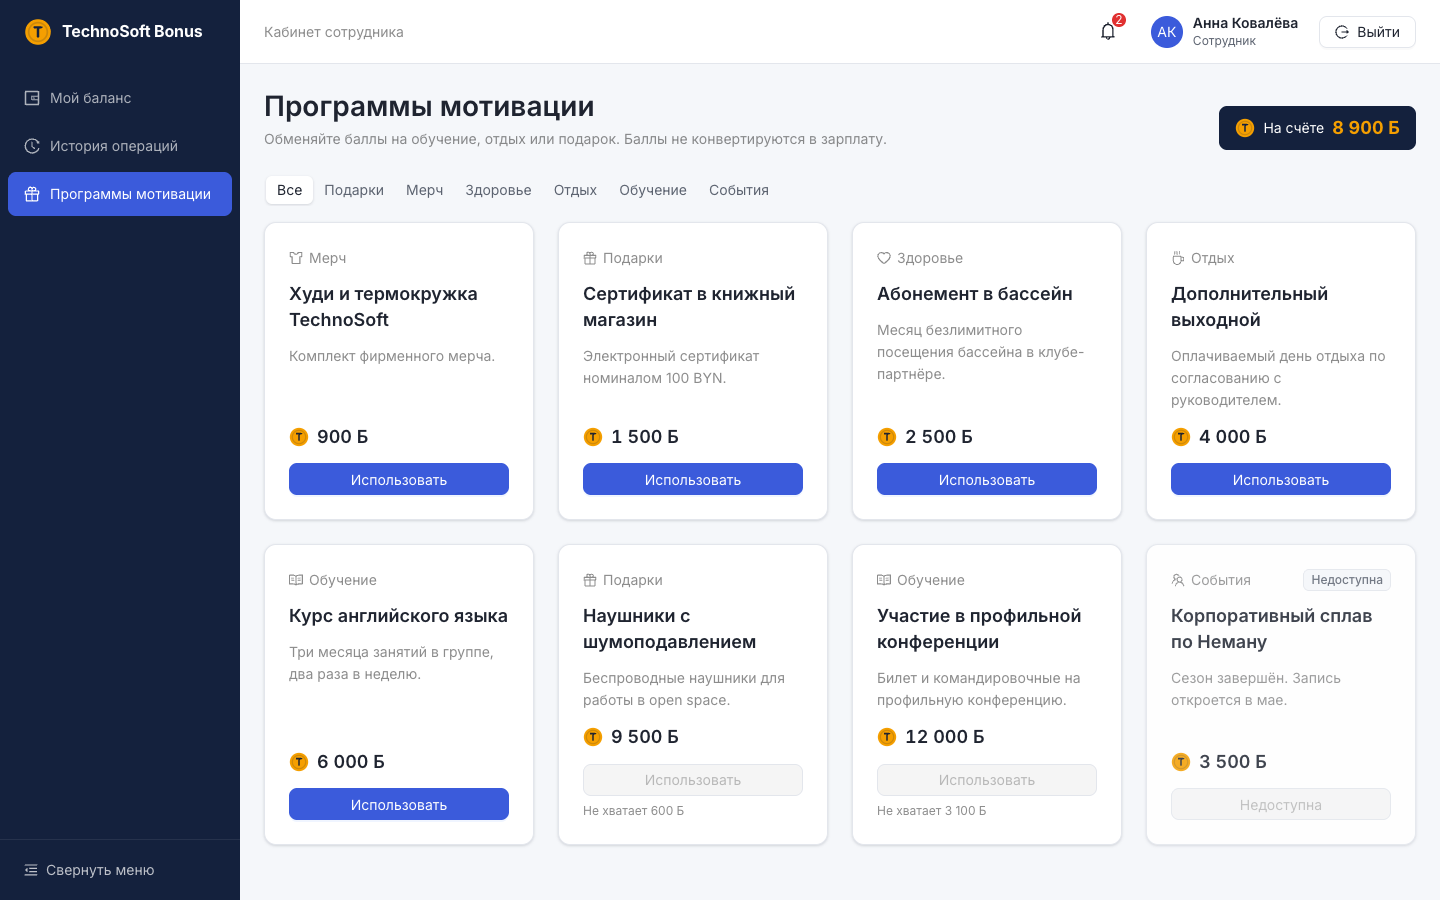 TechnoSoft Bonus
Мой баланс
История операций
Программы мотивации
Свернуть меню
Кабинет сотрудника
2
АК
Анна Ковалёва
Сотрудник
Выйти
Программы мотивации
Обменяйте баллы на обучение, отдых или подарок. Баллы не конвертируются в зарплату.
На счёте 8 900 Б
Все Подарки Мерч Здоровье Отдых Обучение События
Мерч
Худи и термокружка
TechnoSoft
Комплект фирменного мерча.
900 Б
Использовать
Подарки
Сертификат в книжный
магазин
Электронный сертификат
номиналом 100 BYN.
1 500 Б
Использовать
Здоровье
Абонемент в бассейн
Месяц безлимитного
посещения бассейна в клубе-
партнёре.
2 500 Б
Использовать
Отдых
Дополнительный
выходной
Оплачиваемый день отдыха по
согласованию с
руководителем.
4 000 Б
Использовать
Обучение
Курс английского языка
Три месяца занятий в группе,
два раза в неделю.
6 000 Б
Использовать
Подарки
Наушники с
шумоподавлением
Беспроводные наушники для
работы в open space.
9 500 Б
Использовать
Не хватает 600 Б
Обучение
Участие в профильной
конференции
Билет и командировочные на
профильную конференцию.
12 000 Б
Использовать
Не хватает 3 100 Б
События
Недоступна
Корпоративный сплав
по Неману
Сезон завершён. Запись
откроется в мае.
3 500 Б
Недоступна